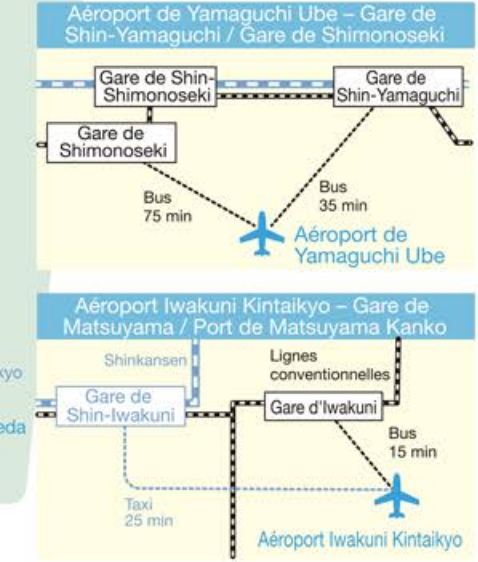 Aéroport de Yamaguchi Ube – Gare de
Shin-Yamaguchi / Gare de Shimonoseki
Gare de Shin-
Shimonoseki
Gare de
Shin-Yamaguchi
Gare de
Shimonoseki
Bus
75 min
Bus
35 min
Aéroport de
Yamaguchi Ube
Aéroport Iwakuni Kintaikyo – Gare de
Matsuyama / Port de Matsuyama Kanko
Shinkansen
Lignes
conventionnelles
kyo
Gare de
Shin-Iwakuni
Gare d'Iwakuni
eda
Bus
15 min
Taxi
25 min
Aéroport Iwakuni Kintaikyo